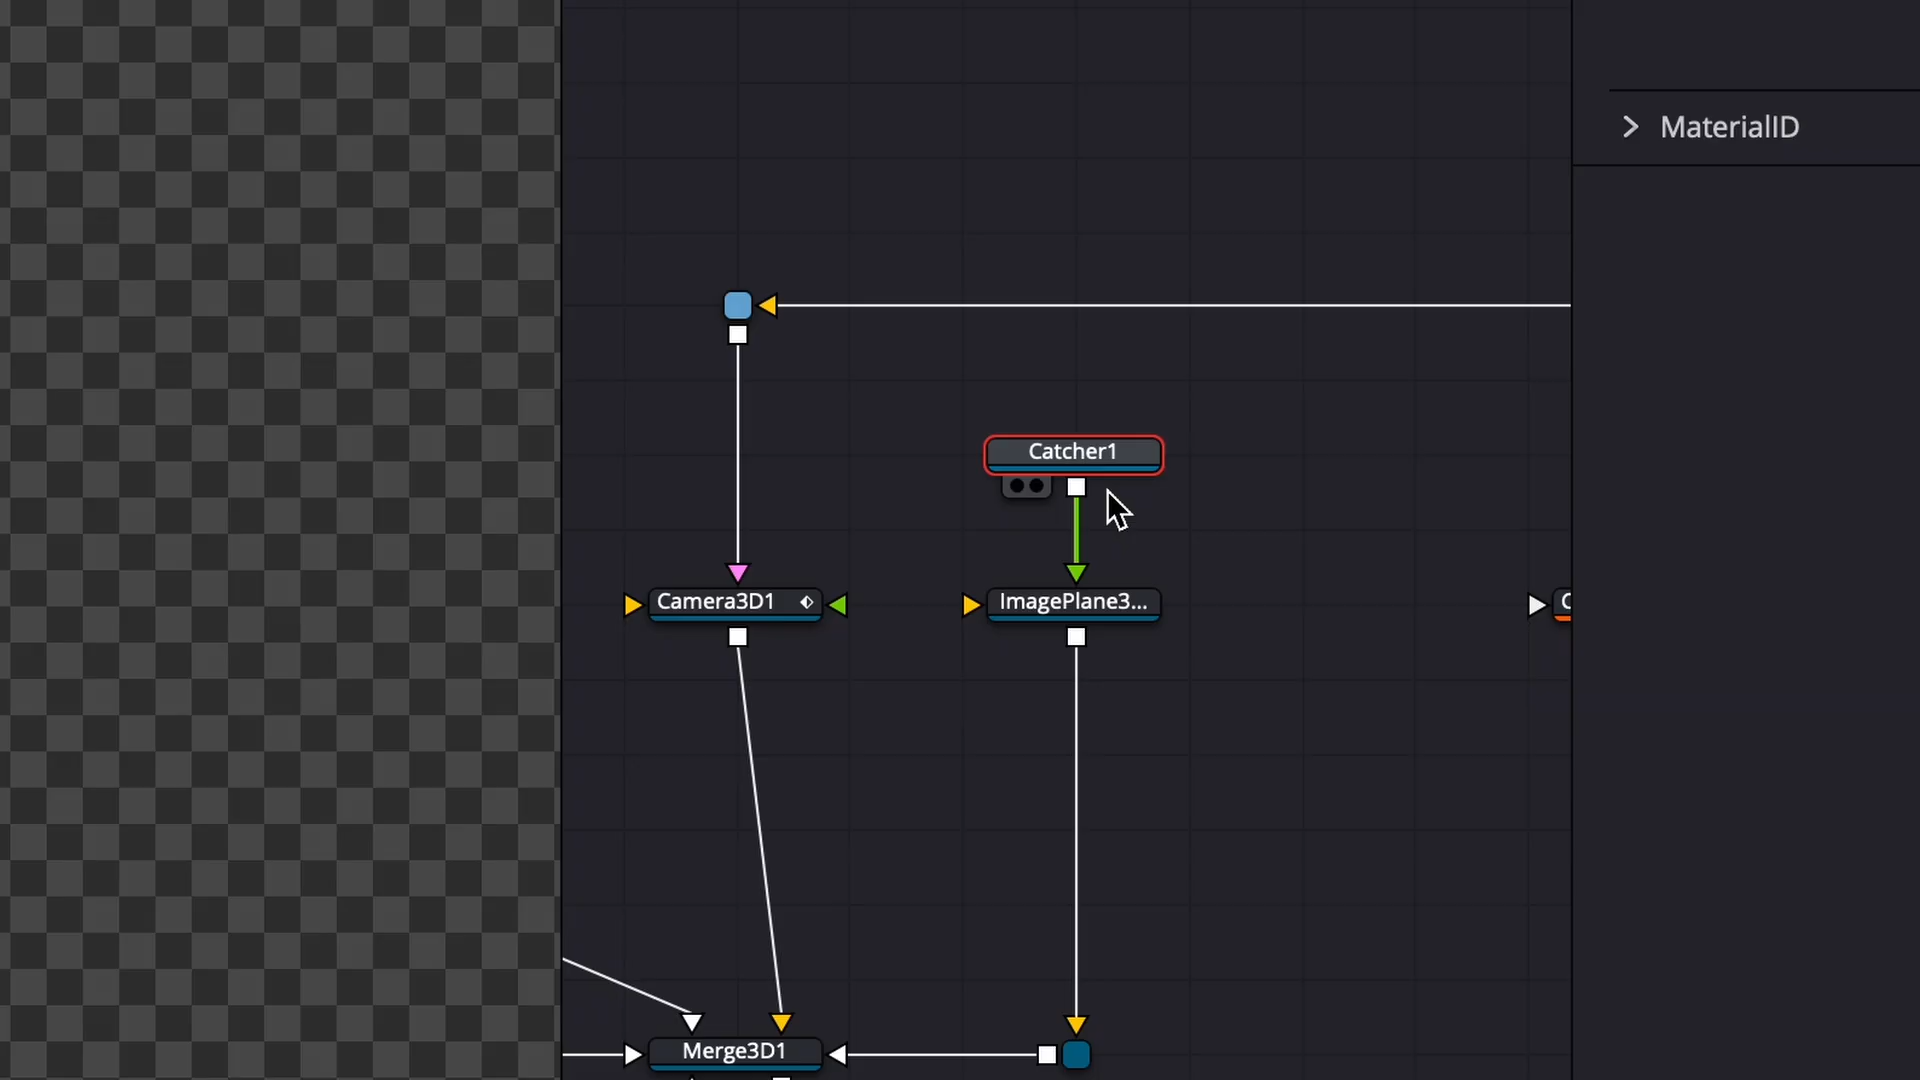 MaterialID
Catcher1
Camera3D1
ImagePlane3...
Merge3D1